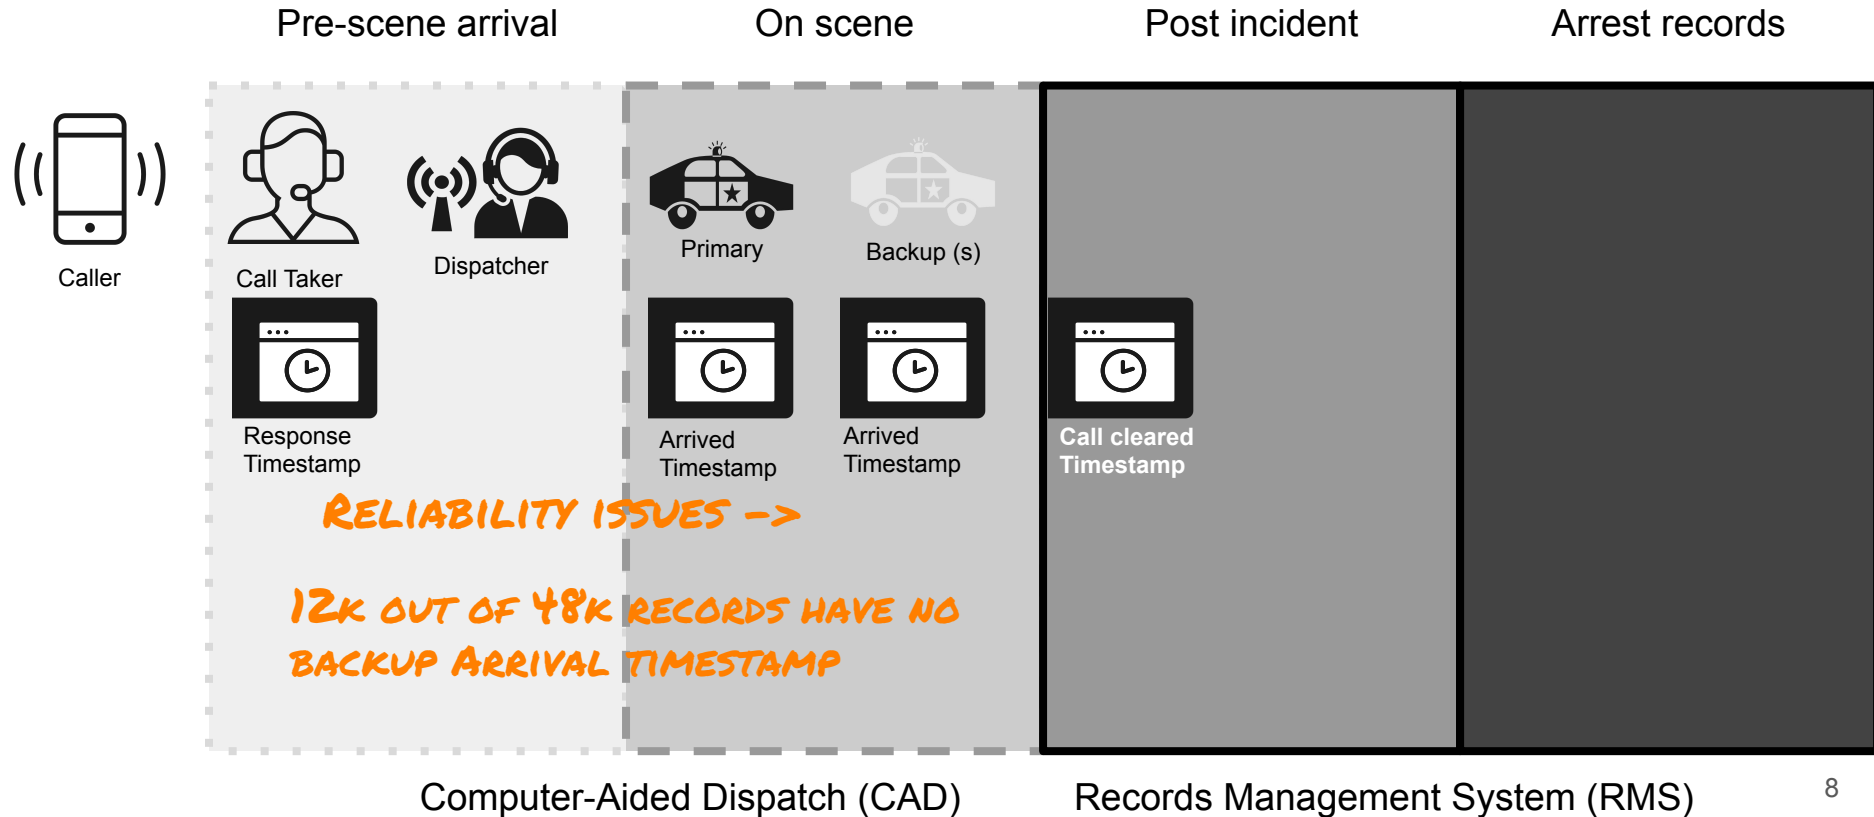 Pre-scene arrival
On scene
Post incident
Arrest records
Caller
Call Taker
Dispatcher
Primary
Backup (s)
Response
Timestamp
Arrived
Timestamp
Arrived
Timestamp
Call cleared
Timestamp
Reliability issues ->
12k out of 48k records have no
backup Arrival timestamp
Computer-Aided Dispatch (CAD)
Records Management System (RMS)
8